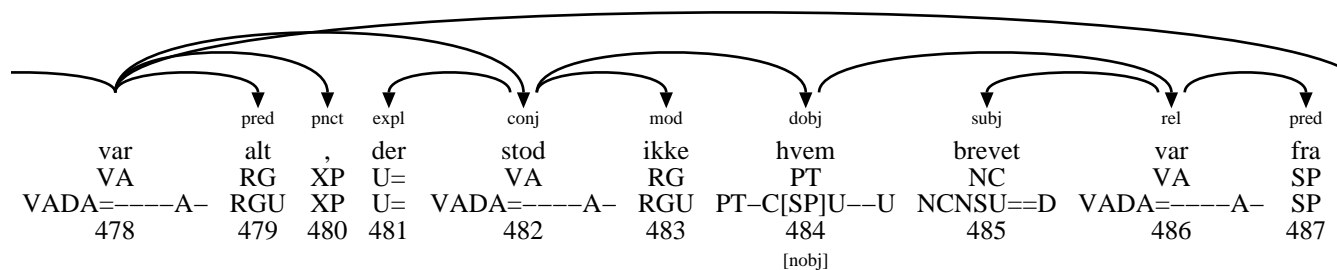 pred pnct expl conj mod dobj subj rel pred
var alt , der stod ikke hvem brevet var fra
VA RG XP U= VA RG PT NC VA SP
VADA=−−−−A− RGU XP U= VADA=−−−−A− RGU PT−C[SP]U−−U NCNSU==D VADA=−−−−A− SP
478 479 480 481 482 483 484 485 486 487
[nobj]